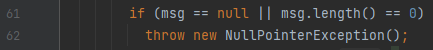 61 if (msg == null || msg.length() == 0)
62 throw new NullPointerException();